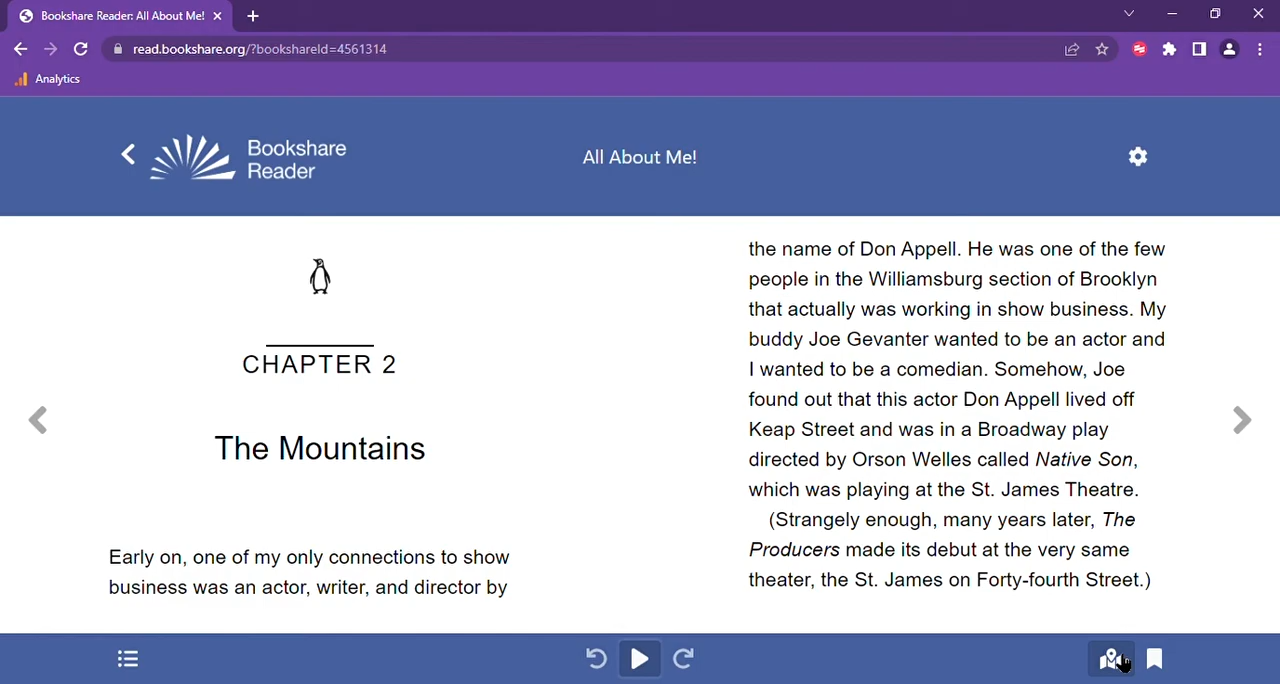 Bookshare Reader: All About Me!
read.bookshare.org/?bookshareId=4561314
Analytics
Bookshare
Reader
All About Me!
CHAPTER 2
The Mountains
Early on, one of my only connections to show
business was an actor, writer, and director by
the name of Don Appell. He was one of the few
people in the Williamsburg section of Brooklyn
that actually was working in show business. My
buddy Joe Gevanter wanted to be an actor and
I wanted to be a comedian. Somehow, Joe
found out that this actor Don Appell lived off
Keap Street and was in a Broadway play
directed by Orson Welles called Native Son,
which was playing at the St. James Theatre.
(Strangely enough, many years later, The
Producers made its debut at the very same
theater, the St. James on Forty-fourth Street.)